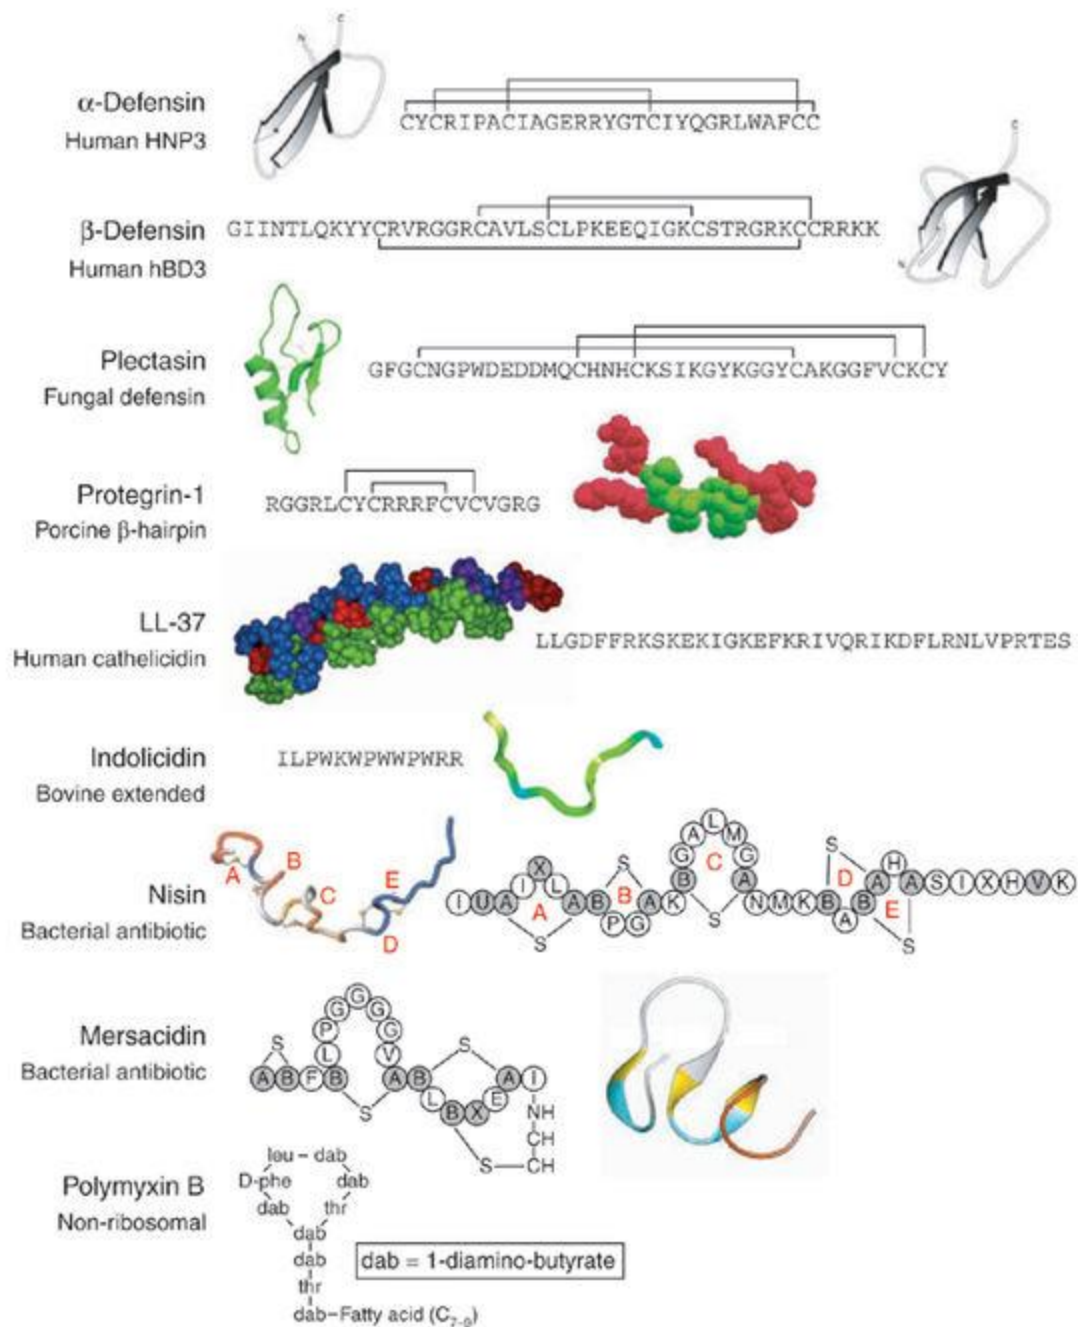 α-Defensin
Human HNP3
N
C
CYCRIPACIAGERRYGTCIYQGRLWAFCC
β-Defensin
Human hBD3
GIINTLQKYYCRVRGGRCAVLSCLPKEEQIGKCSTRGRKCCRRKK
C
N
Plectasin
Fungal defensin
GFGCNGPWDEDDMQCHNHCKSIKGYKGGYCAKGGFVCKCY
Protegrin-1
Porcine β-hairpin
RGGRLCYCRRRFCVCVGRG
LL-37
Human cathelicidin
LLGDFFRKSKEKIGKEFKRIVQRIKDFLRNLVPRTES
Indolicidin
Bovine extended
ILPWKWPWWPWRR
Nisin
Bacterial antibiotic
A B C D E
I U A I X L A B P G A K B G A L M G A N M K B A B A H A S I X H V K
S S S S S
A B C D E
Mersacidin
Bacterial antibiotic
A B F B L P G G G G V A B L B X E A I
S S S S
NH
CH
CH
Polymyxin B
Non-ribosomal
leu – dab
D-phe dab
dab thr
dab
dab
thr
dab–Fatty acid (C₇₋₉)
dab = 1-diamino-butyrate